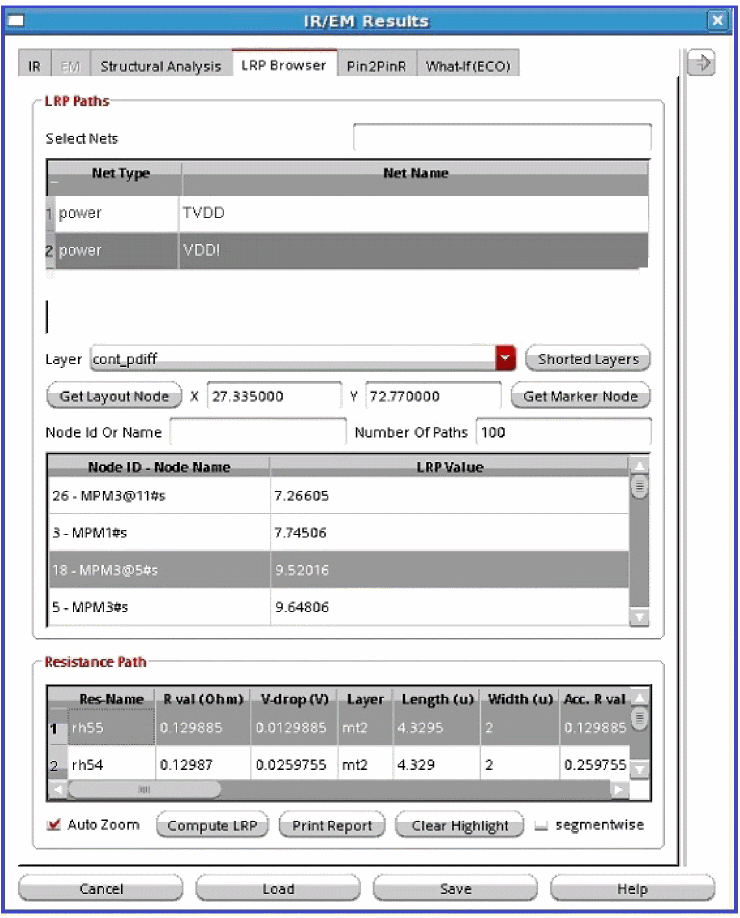 IR/EM Results
IR EM Structural Analysis LRP Browser Pin2PinR What-If(ECO)
LRP Paths
Select Nets
Net Type Net Name
1 power TVDD
2 power VDD!
Layer cont_pdiff Shorted Layers
Get Layout Node X 27.335000 Y 72.770000 Get Marker Node
Node Id Or Name Number Of Paths 100
Node ID - Node Name LRP Value
26 - MPM3@11#s 7.26605
3 - MPM1#s 7.74506
18 - MPM3@5#s 9.52016
5 - MPM3#s 9.64806
Resistance Path
Res-Name R val (Ohm) V-drop (V) Layer Length (u) Width (u) Acc. R val
1 rh55 0.129885 0.0129885 mt2 4.3295 2 0.129885
2 rh54 0.12987 0.0259755 mt2 4.329 2 0.259755
Auto Zoom Compute LRP Print Report Clear Highlight segmentwise
Cancel Load Save Help